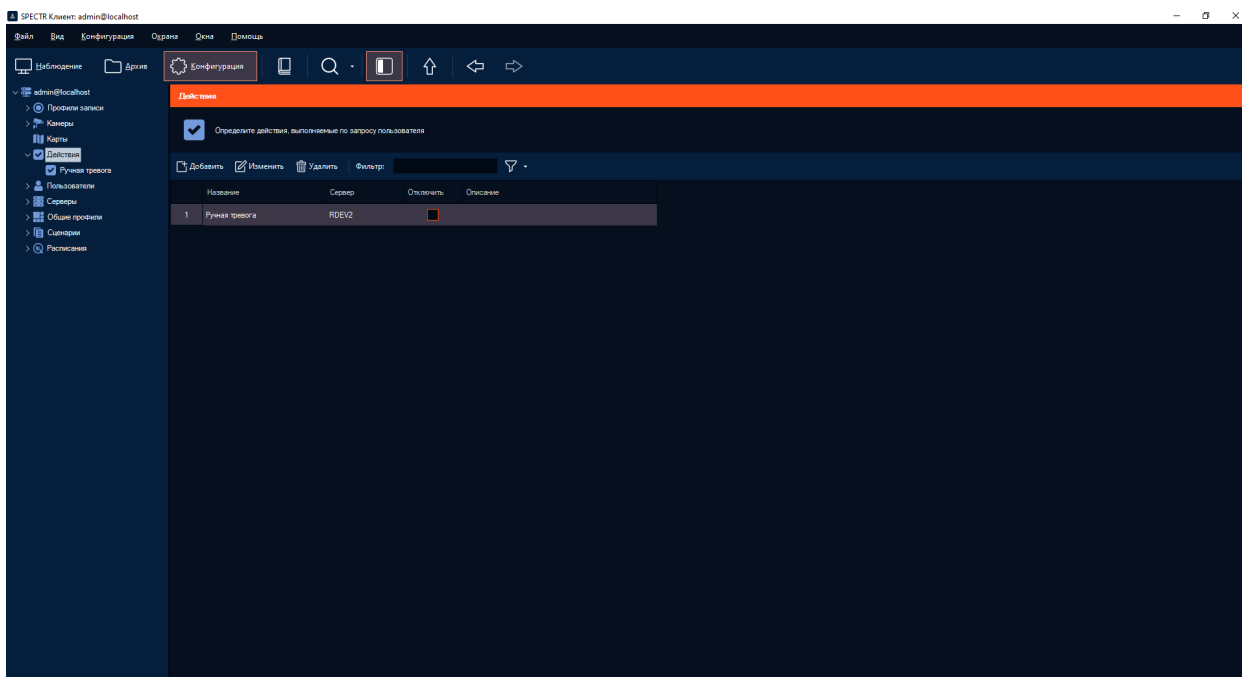 SPECTR Клиент: admin@localhost
Файл Вид Конфигурация Охрана Окна Помощь
Наблюдение Архив Конфигурация
admin@localhost
Профили записи
Камеры
Карты
Действия
Ручная тревога
Пользователи
Серверы
Общие профили
Сценарии
Расписания
Действия
Определите действия, выполняемые по запросу пользователя
Добавить Изменить Удалить Фильтр:
Название Сервер Отключить Описание
1 Ручная тревога RDEV2